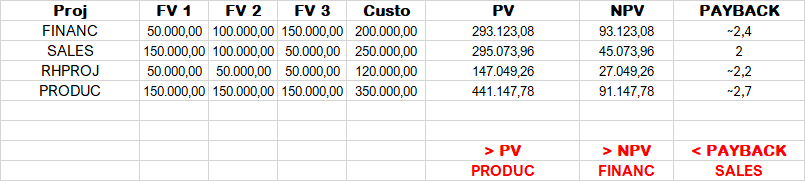 Proj FV 1 FV 2 FV 3 Custo PV NPV PAYBACK
FINANC 50.000,00 100.000,00 150.000,00 200.000,00 293.123,08 93.123,08 ~2,4
SALES 150.000,00 100.000,00 50.000,00 250.000,00 295.073,96 45.073,96 2
RHPROJ 50.000,00 50.000,00 50.000,00 120.000,00 147.049,26 27.049,26 ~2,2
PRODUC 150.000,00 150.000,00 150.000,00 350.000,00 441.147,78 91.147,78 ~2,7
> PV > NPV < PAYBACK
PRODUC FINANC SALES